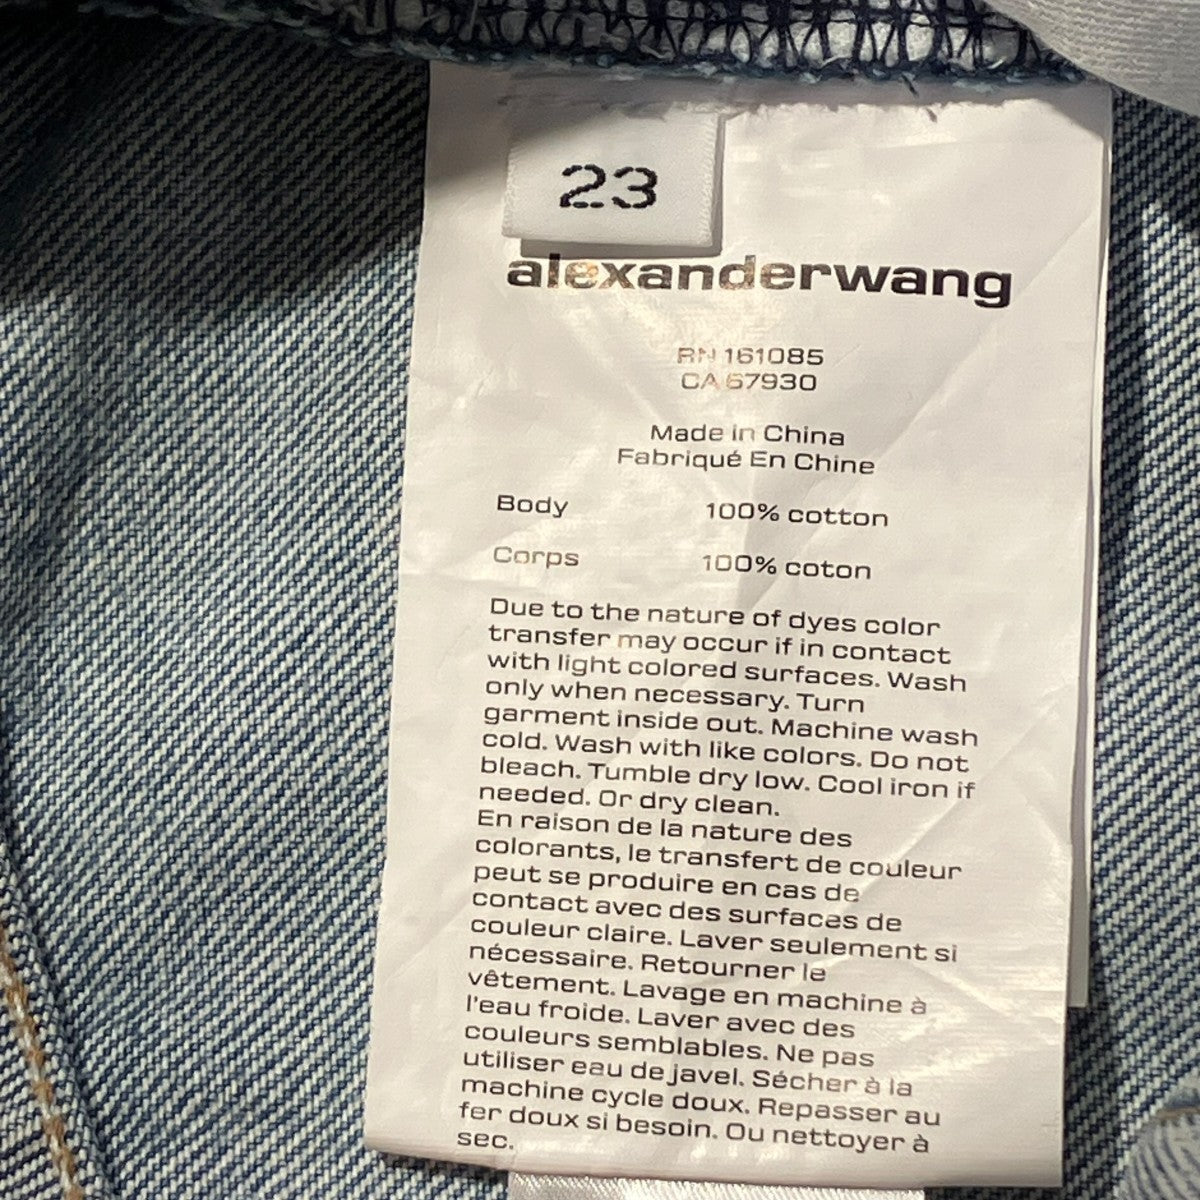 23
alexanderwang
RN 161085
CA 67930
Made in China
Fabriqué En Chine
Body 100% cotton
Corps 100% coton
Due to the nature of dyes color
transfer may occur if in contact
with light colored surfaces. Wash
only when necessary. Turn
garment inside out. Machine wash
cold. Wash with like colors. Do not
bleach. Tumble dry low. Cool iron if
needed. Or dry clean.
En raison de la nature des
colorants, le transfert de couleur
peut se produire en cas de
contact avec des surfaces de
couleur claire. Laver seulement si
nécessaire. Retourner le
vêtement. Lavage en machine à
l'eau froide. Laver avec des
couleurs semblables. Ne pas
utiliser eau de javel. Sécher à la
machine cycle doux. Repasser au
fer doux si besoin. Ou nettoyer à
sec.